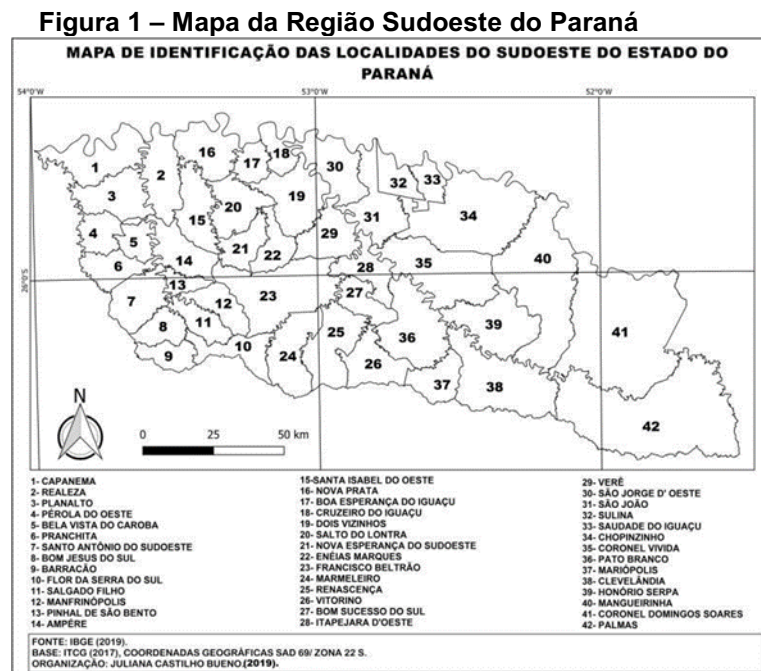 Figura 1 – Mapa da Região Sudoeste do Paraná
MAPA DE IDENTIFICAÇÃO DAS LOCALIDADES DO SUDOESTE DO ESTADO DO
PARANÁ
54°0'W
53°0'W
52°0'W
26°0'S
1
2
3
4
5
6
7
8
9
10
11
12
13
14
15
16
17
18
19
20
21
22
23
24
25
26
27
28
29
30
31
32
33
34
35
36
37
38
39
40
41
42
N
0 25 50 km
1- CAPANEMA
2- REALEZA
3- PLANALTO
4- PÉROLA DO OESTE
5- BELA VISTA DO CAROBA
6- PRANCHITA
7- SANTO ANTÔNIO DO SUDOESTE
8- BOM JESUS DO SUL
9- BARRACÃO
10- FLOR DA SERRA DO SUL
11- SALGADO FILHO
12- MANFRINÓPOLIS
13- PINHAL DE SÃO BENTO
14- AMPÉRE
15-SANTA ISABEL DO OESTE
16- NOVA PRATA
17- BOA ESPERANÇA DO IGUAÇU
18- CRUZEIRO DO IGUAÇU
19- DOIS VIZINHOS
20- SALTO DO LONTRA
21- NOVA ESPERANÇA DO SUDOESTE
22- ENÉIAS MARQUES
23- FRANCISCO BELTRÃO
24- MARMELEIRO
25- RENASCENÇA
26- VITORINO
27- BOM SUCESSO DO SUL
28- ITAPEJARA D'OESTE
29- VERÊ
30- SÃO JORGE D' OESTE
31- SÃO JOÃO
32- SULINA
33- SAUDADE DO IGUAÇU
34- CHOPINZINHO
35- CORONEL VIVIDA
36- PATO BRANCO
37- MARIÓPOLIS
38- CLEVELÂNDIA
39- HONÓRIO SERPA
40- MANGUEIRINHA
41- CORONEL DOMINGOS SOARES
42- PALMAS
FONTE: IBGE (2019).
BASE: ITCG (2017), COORDENADAS GEOGRÁFICAS SAD 69/ ZONA 22 S.
ORGANIZAÇÃO: JULIANA CASTILHO BUENO(2019).